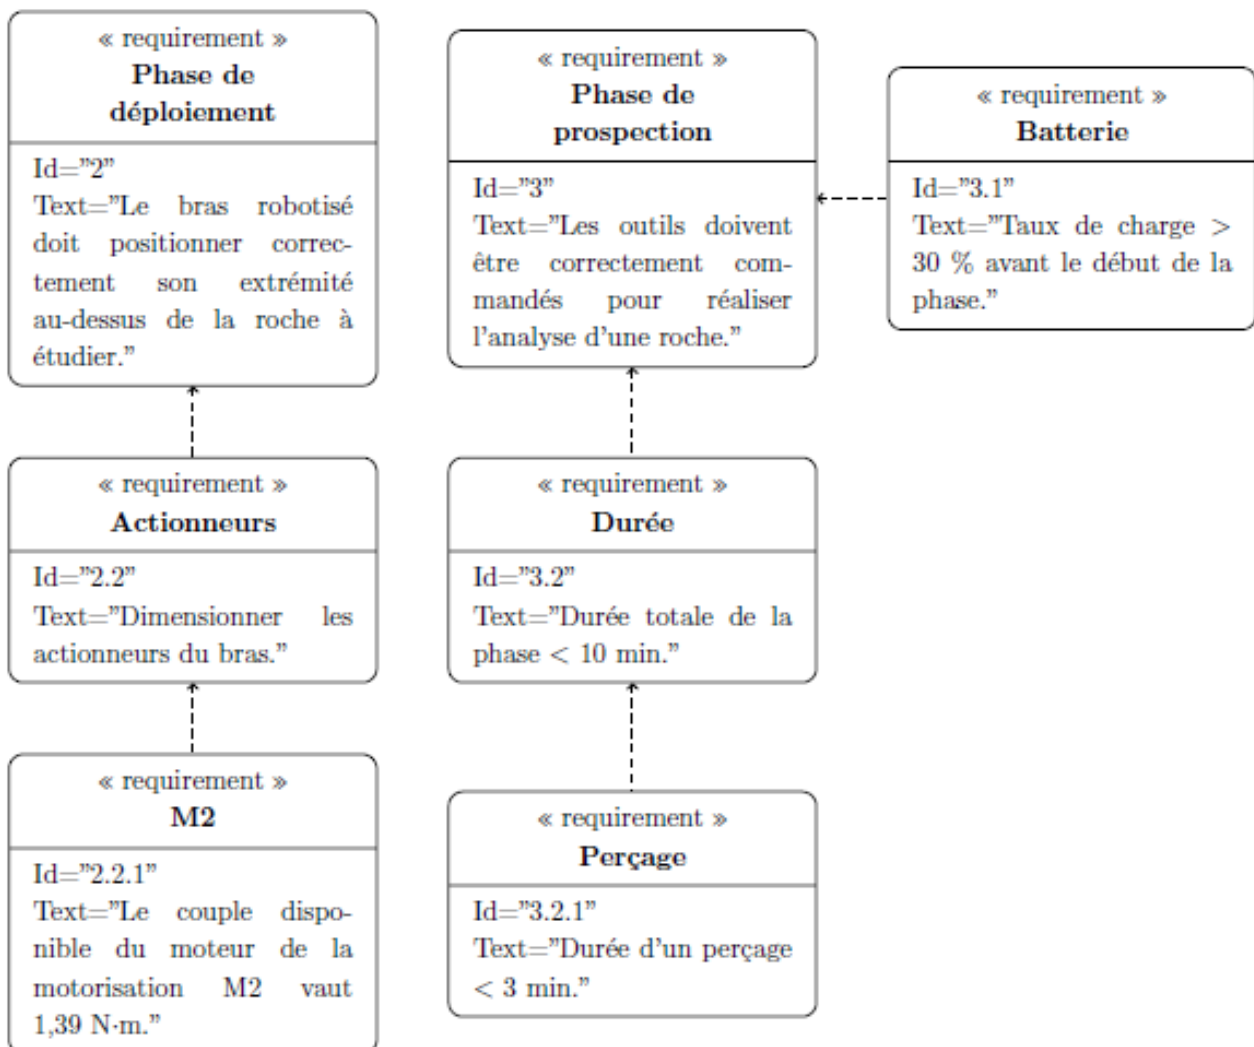 « requirement »
Phase de
déploiement
Id=”2”
Text=”Le bras robotisé
doit positionner correc-
tement son extrémité
au-dessus de la roche à
étudier.”
« requirement »
Phase de
prospection
Id=”3”
Text=”Les outils doivent
être correctement com-
mandés pour réaliser
l’analyse d’une roche.”
« requirement »
Batterie
Id=”3.1”
Text=”Taux de charge >
30 % avant le début de la
phase.”
« requirement »
Actionneurs
Id=”2.2”
Text=”Dimensionner les
actionneurs du bras.”
« requirement »
Durée
Id=”3.2”
Text=”Durée totale de la
phase < 10 min.”
« requirement »
M2
Id=”2.2.1”
Text=”Le couple dispo-
nible du moteur de la
motorisation M2 vaut
1,39 N·m.”
« requirement »
Perçage
Id=”3.2.1”
Text=”Durée d’un perçage
< 3 min.”